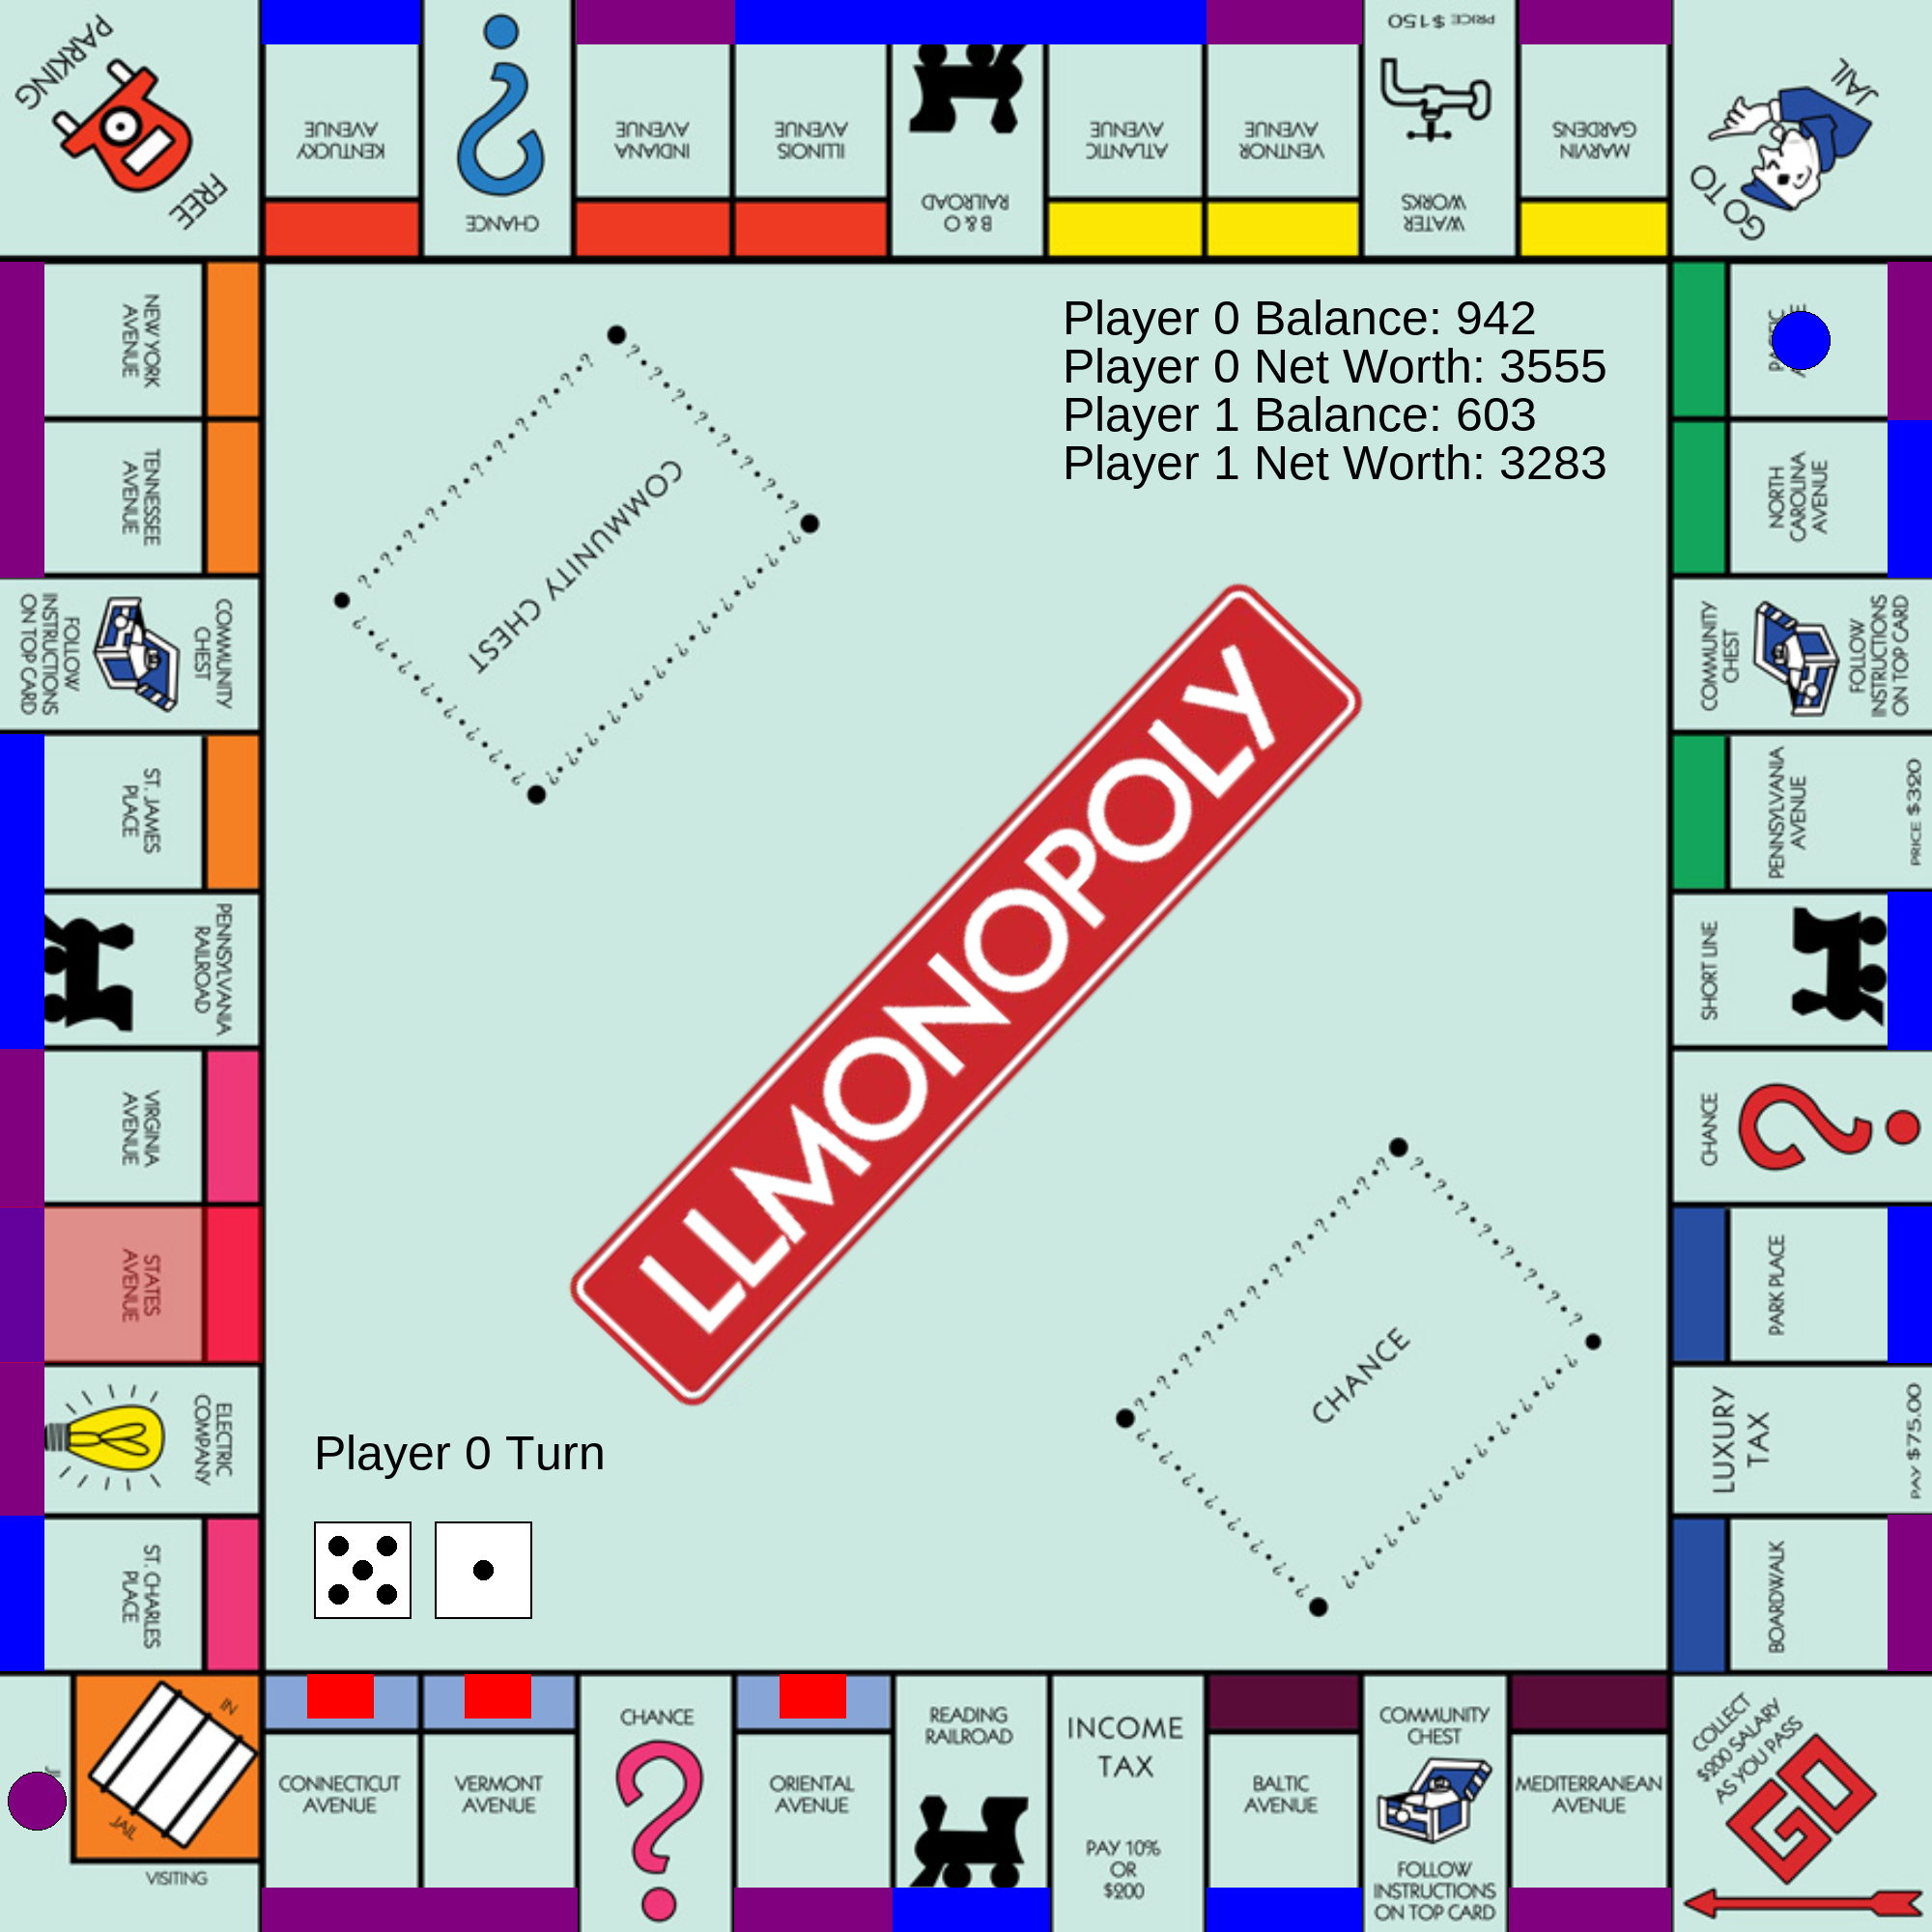 FREE
PARKING
KENTUCKY
AVENUE
CHANCE
INDIANA
AVENUE
ILLINOIS
AVENUE
B & O
RAILROAD
ATLANTIC
AVENUE
VENTNOR
AVENUE
WATER
WORKS
PRICE $150
MARVIN
GARDENS
GO TO
JAIL
NEW YORK
AVENUE
TENNESSEE
AVENUE
COMMUNITY
CHEST
FOLLOW
INSTRUCTIONS
ON TOP CARD
ST. JAMES
PLACE
PENNSYLVANIA
RAILROAD
VIRGINIA
AVENUE
STATES
AVENUE
ELECTRIC
COMPANY
ST. CHARLES
PLACE
Player 0 Balance: 942
Player 0 Net Worth: 3555
Player 1 Balance: 603
Player 1 Net Worth: 3283
COMMUNITY CHEST
LLMONOPOLY
CHANCE
Player 0 Turn
NORTH
CAROLINA
AVENUE
COMMUNITY
CHEST
FOLLOW
INSTRUCTIONS
ON TOP CARD
PENNSYLVANIA
AVENUE
PRICE $320
SHORT LINE
CHANCE
PARK PLACE
LUXURY
TAX
PAY $75.00
BOARDWALK
IN
JAIL
VISITING
CONNECTICUT
AVENUE
VERMONT
AVENUE
CHANCE
ORIENTAL
AVENUE
READING
RAILROAD
INCOME
TAX
PAY 10%
OR
$200
BALTIC
AVENUE
COMMUNITY
CHEST
FOLLOW
INSTRUCTIONS
ON TOP CARD
MEDITERRANEAN
AVENUE
COLLECT
$200 SALARY
AS YOU PASS
GO